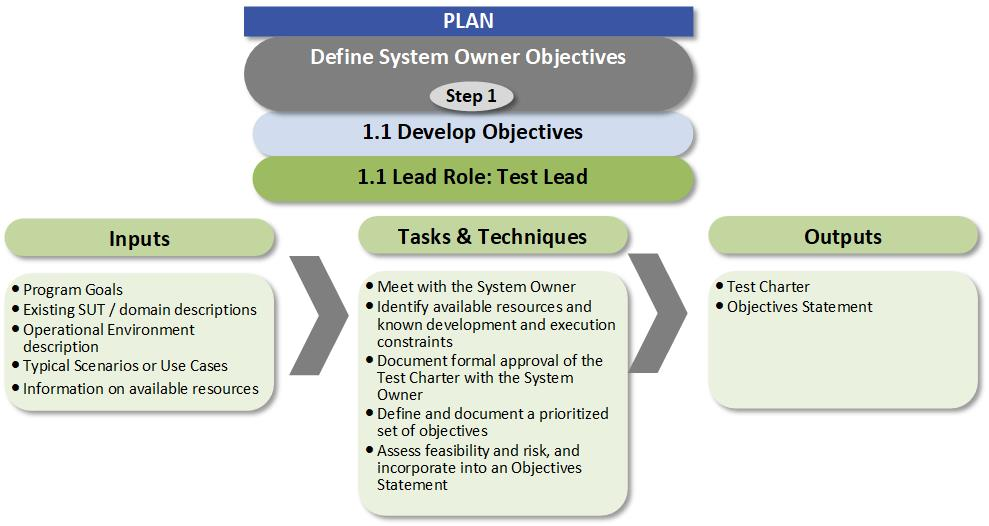 PLAN
Define System Owner Objectives
Step 1
1.1 Develop Objectives
1.1 Lead Role: Test Lead
Inputs
• Program Goals
• Existing SUT / domain descriptions
• Operational Environment
description
• Typical Scenarios or Use Cases
• Information on available resources
Tasks & Techniques
• Meet with the System Owner
• Identify available resources and
known development and execution
constraints
• Document formal approval of the
Test Charter with the System
Owner
• Define and document a prioritized
set of objectives
• Assess feasibility and risk, and
incorporate into an Objectives
Statement
Outputs
• Test Charter
• Objectives Statement